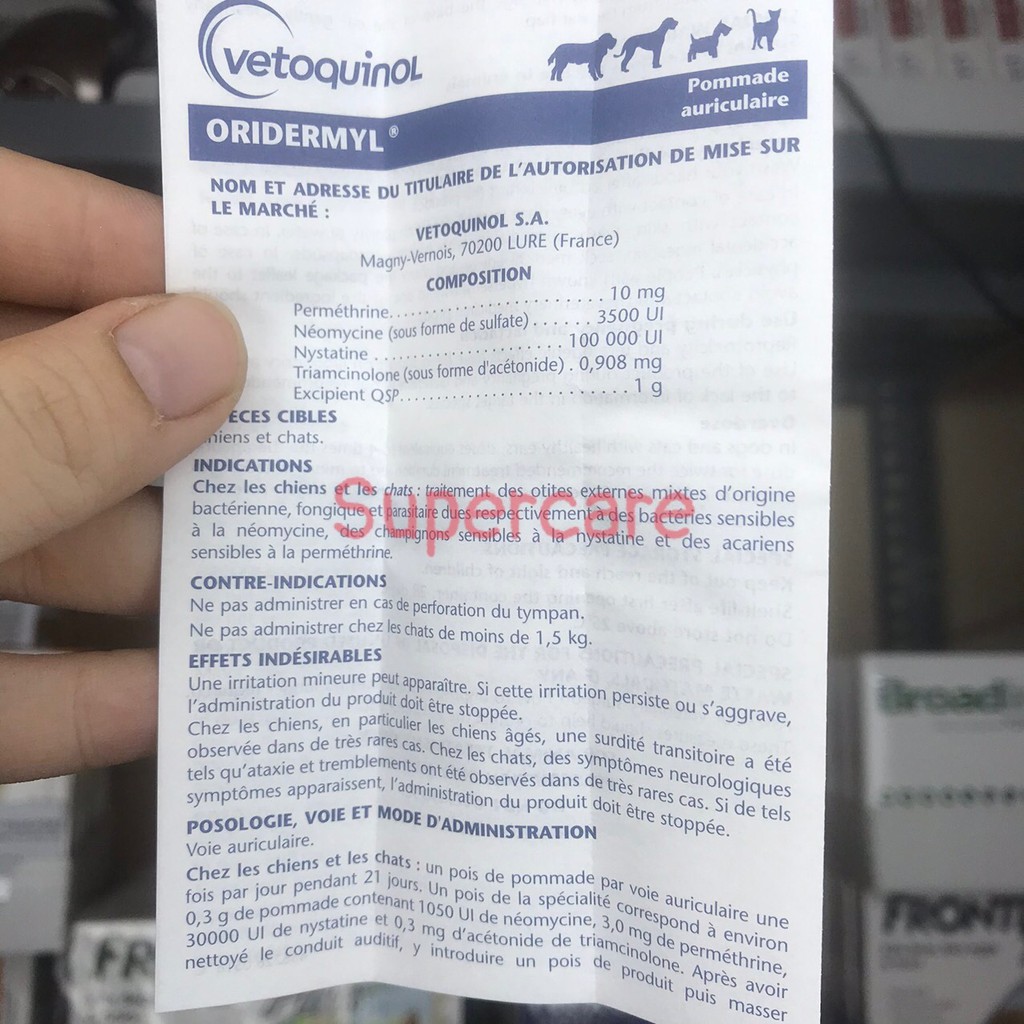 vetoquinol
Pommade
auriculaire
ORIDERMYL®
NOM ET ADRESSE DU TITULAIRE DE L'AUTORISATION DE MISE SUR
LE MARCHÉ :
VETOQUINOL S.A.
Magny-Vernois, 70200 LURE (France)
COMPOSITION
Perméthrine. . . . . . . . . . . . . . . . . . . . . . . . . 10 mg
Néomycine (sous forme de sulfate) . . . . . . . 3500 UI
Nystatine . . . . . . . . . . . . . . . . . . . . . . 100 000 UI
Triamcinolone (sous forme d'acétonide) . 0,908 mg
Excipient QSP. . . . . . . . . . . . . . . . . . . . . . . . . . . 1 g
ECES CIBLES
hiens et chats.
INDICATIONS
Chez les chiens et les chats : traitement des otites externes mixtes d'origine
bactérienne, fongique et parasitaire dues respectivement à des bactéries sensibles
à la néomycine, des champignons sensibles à la nystatine et des acariens
sensibles à la perméthrine.
Supercare
CONTRE-INDICATIONS
Ne pas administrer en cas de perforation du tympan.
Ne pas administrer chez les chats de moins de 1,5 kg.
EFFETS INDÉSIRABLES
Une irritation mineure peut apparaître. Si cette irritation persiste ou s'aggrave,
l'administration du produit doit être stoppée.
Chez les chiens, en particulier les chiens âgés, une surdité transitoire a été
observée dans de très rares cas. Chez les chats, des symptômes neurologiques
tels qu'ataxie et tremblements ont été observés dans de très rares cas. Si de tels
symptômes apparaissent, l'administration du produit doit être stoppée.
POSOLOGIE, VOIE ET MODE D'ADMINISTRATION
Voie auriculaire.
Chez les chiens et les chats : un pois de pommade par voie auriculaire une
fois par jour pendant 21 jours. Un pois de la spécialité correspond à environ
0,3 g de pommade contenant 1050 UI de néomycine, 3,0 mg de perméthrine,
30000 UI de nystatine et 0,3 mg d'acétonide de triamcinolone. Après avoir
nettoyé le conduit auditif, y introduire un pois de produit puis masser
Broad
FRONT
FR